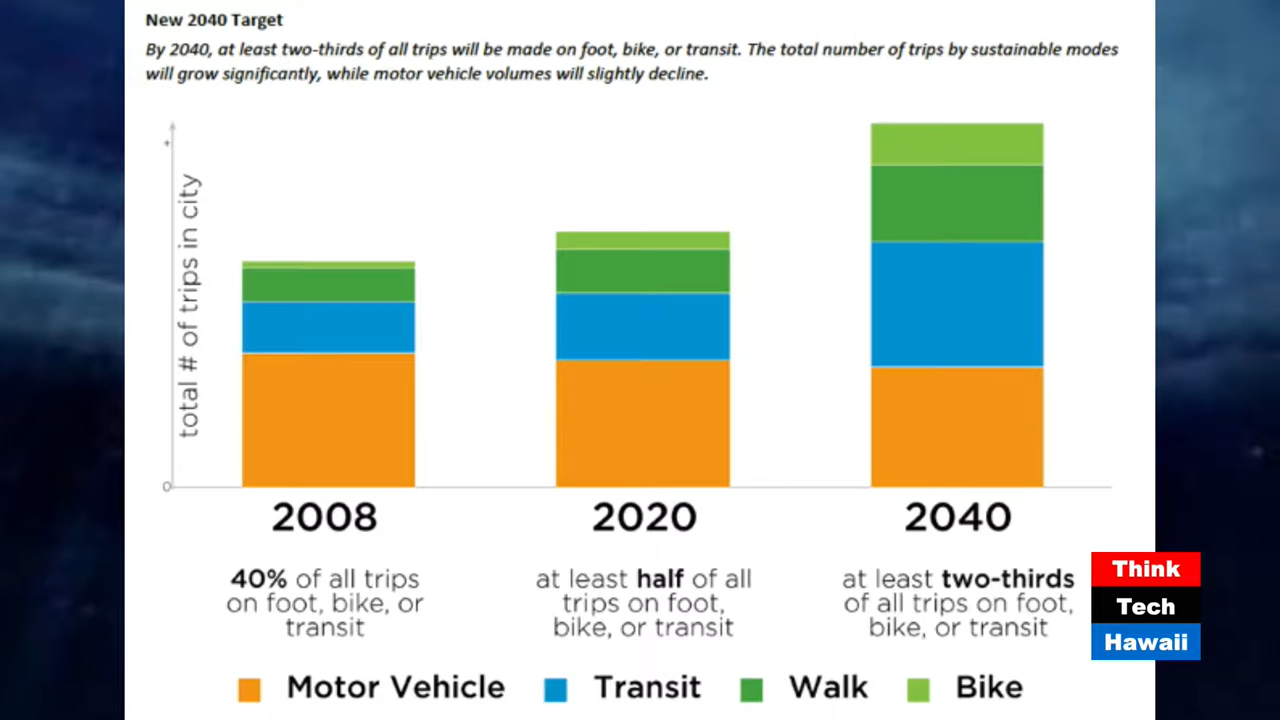 New 2040 Target
By 2040, at least two-thirds of all trips will be made on foot, bike, or transit. The total number of trips by sustainable modes
will grow significantly, while motor vehicle volumes will slightly decline.
+
total # of trips in city
0
2008
2020
2040
40% of all trips
on foot, bike, or
transit
at least half of all
trips on foot,
bike, or transit
at least two-thirds
of all trips on foot,
bike, or transit
Think
Tech
Hawaii
Motor Vehicle
Transit
Walk
Bike